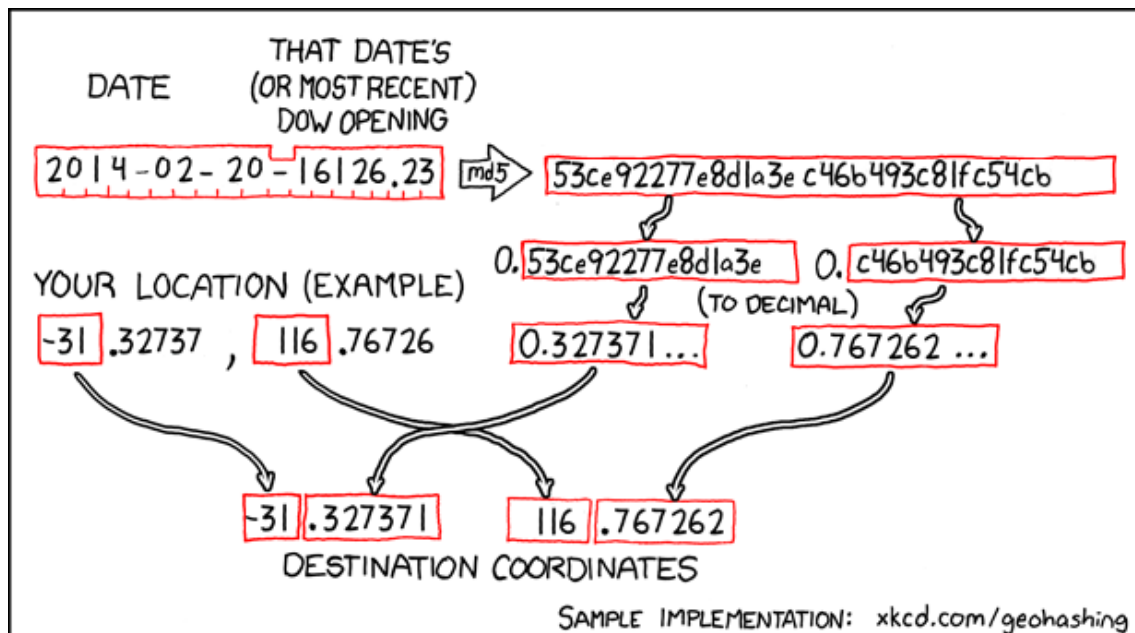 DATE
THAT DATE'S
(OR MOST RECENT)
DOW OPENING
2014-02-20-16126.23
md5
53ce92277e8d1a3ec46b493c81fc54cb
0.53ce92277e8d1a3e
0.c46b493c81fc54cb
YOUR LOCATION (EXAMPLE)
(TO DECIMAL)
-31.32737, 116.76726
0.327371...
0.767262...
-31.327371
116.767262
DESTINATION COORDINATES
SAMPLE IMPLEMENTATION: xkcd.com/geohashing